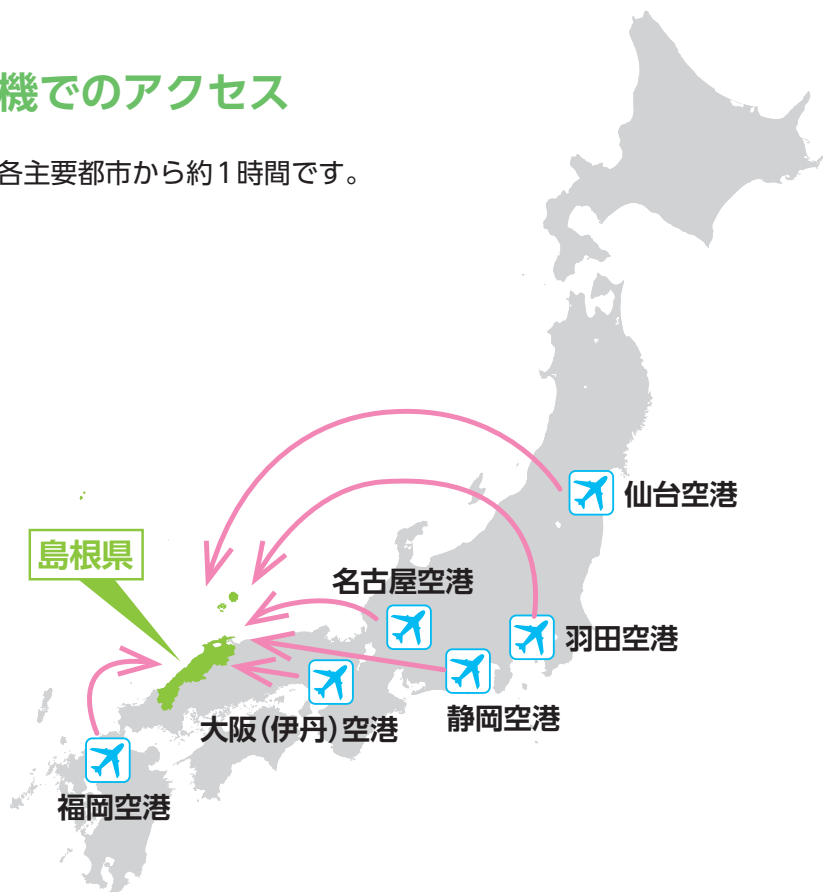 機でのアクセス
各主要都市から約1時間です。
仙台空港
島根県
名古屋空港
羽田空港
静岡空港
大阪(伊丹)空港
福岡空港